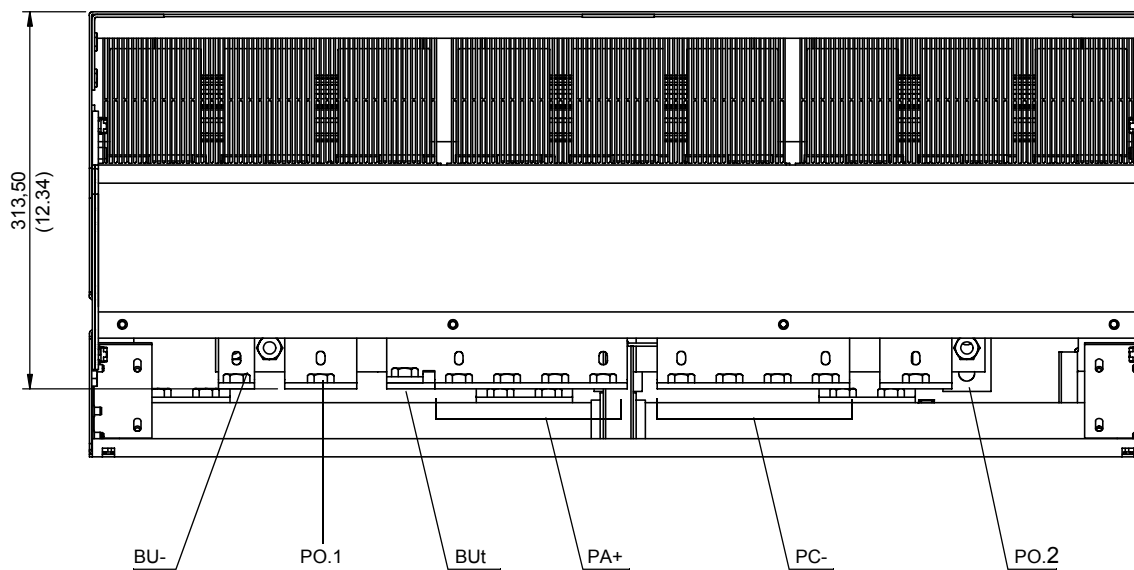 313,50
(12.34)
BU-
PO.1
BUt
PA+
PC-
PO.2